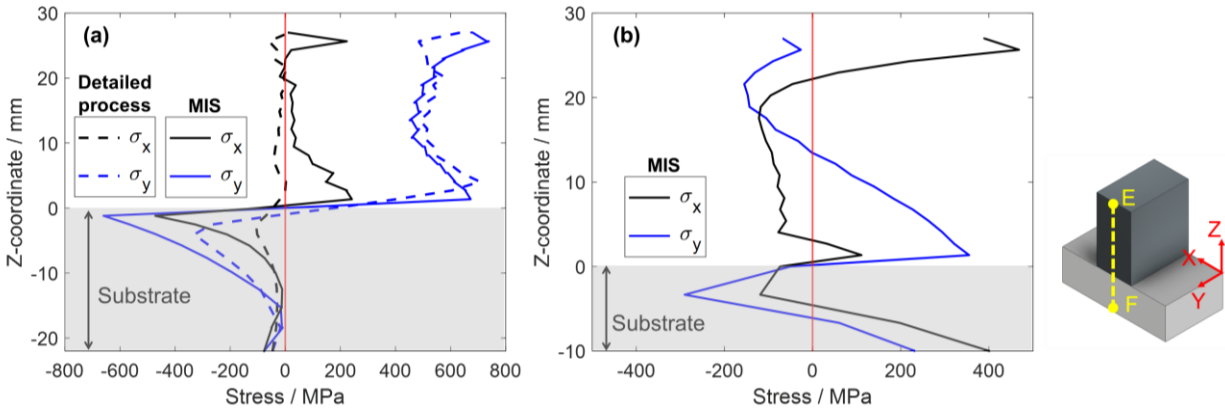 (a)
30
20
10
0
-10
-20
Z-coordinate / mm
Detailed process
MIS
σx
σy
σx
σy
Substrate
-800 -600 -400 -200 0 200 400 600 800
Stress / MPa
(b)
30
20
10
0
-10
Z-coordinate / mm
MIS
σx
σy
Substrate
-400 -200 0 200 400
Stress / MPa
E
F
X
Y
Z